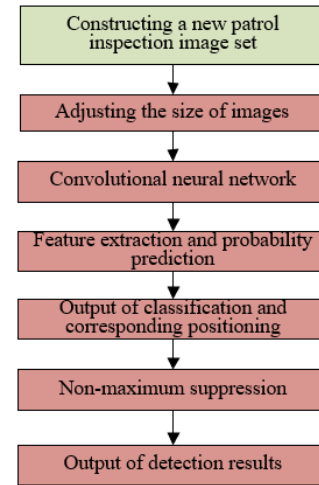 Constructing a new patrol
inspection image set
Adjusting the size of images
Convolutional neural network
Feature extraction and probability
prediction
Output of classification and
corresponding positioning
Non-maximum suppression
Output of detection results